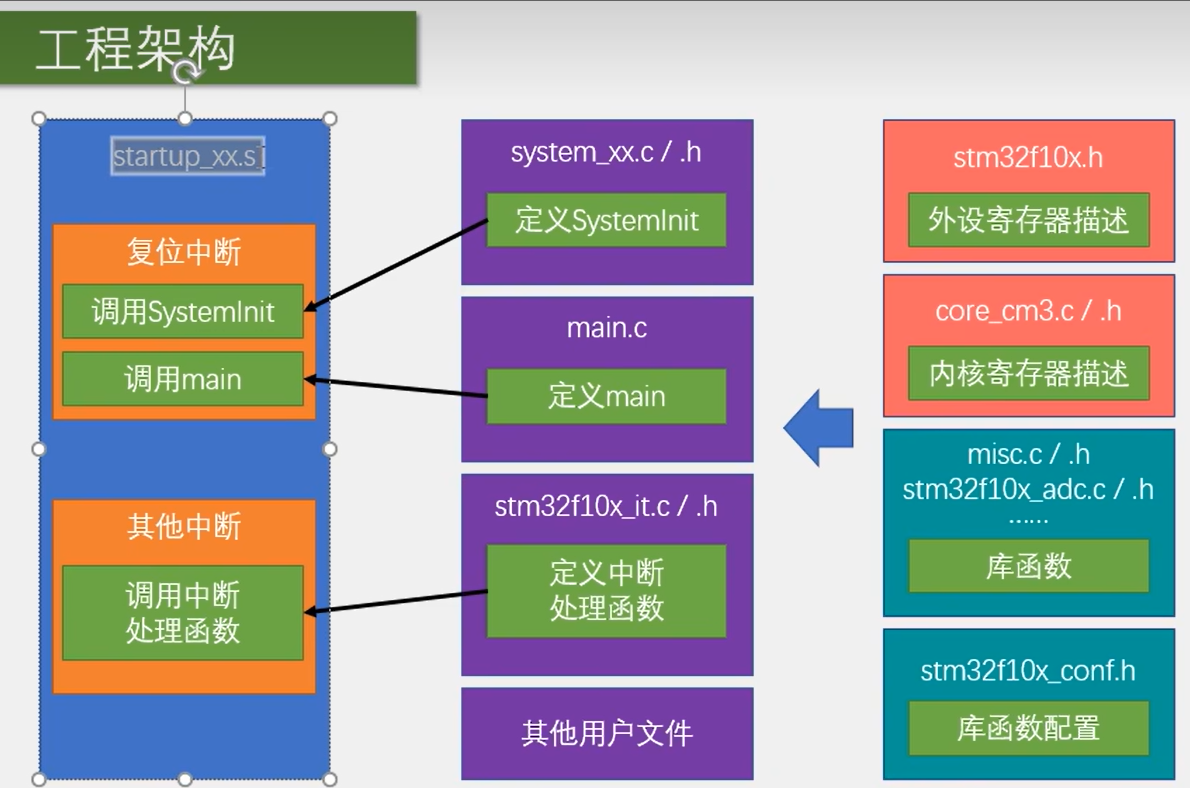 工程架构
startup_xx.s
复位中断
调用SystemInit
调用main
其他中断
调用中断
处理函数
system_xx.c / .h
定义SystemInit
main.c
定义main
stm32f10x_it.c / .h
定义中断
处理函数
其他用户文件
stm32f10x.h
外设寄存器描述
core_cm3.c / .h
内核寄存器描述
misc.c / .h
stm32f10x_adc.c / .h
……
库函数
stm32f10x_conf.h
库函数配置